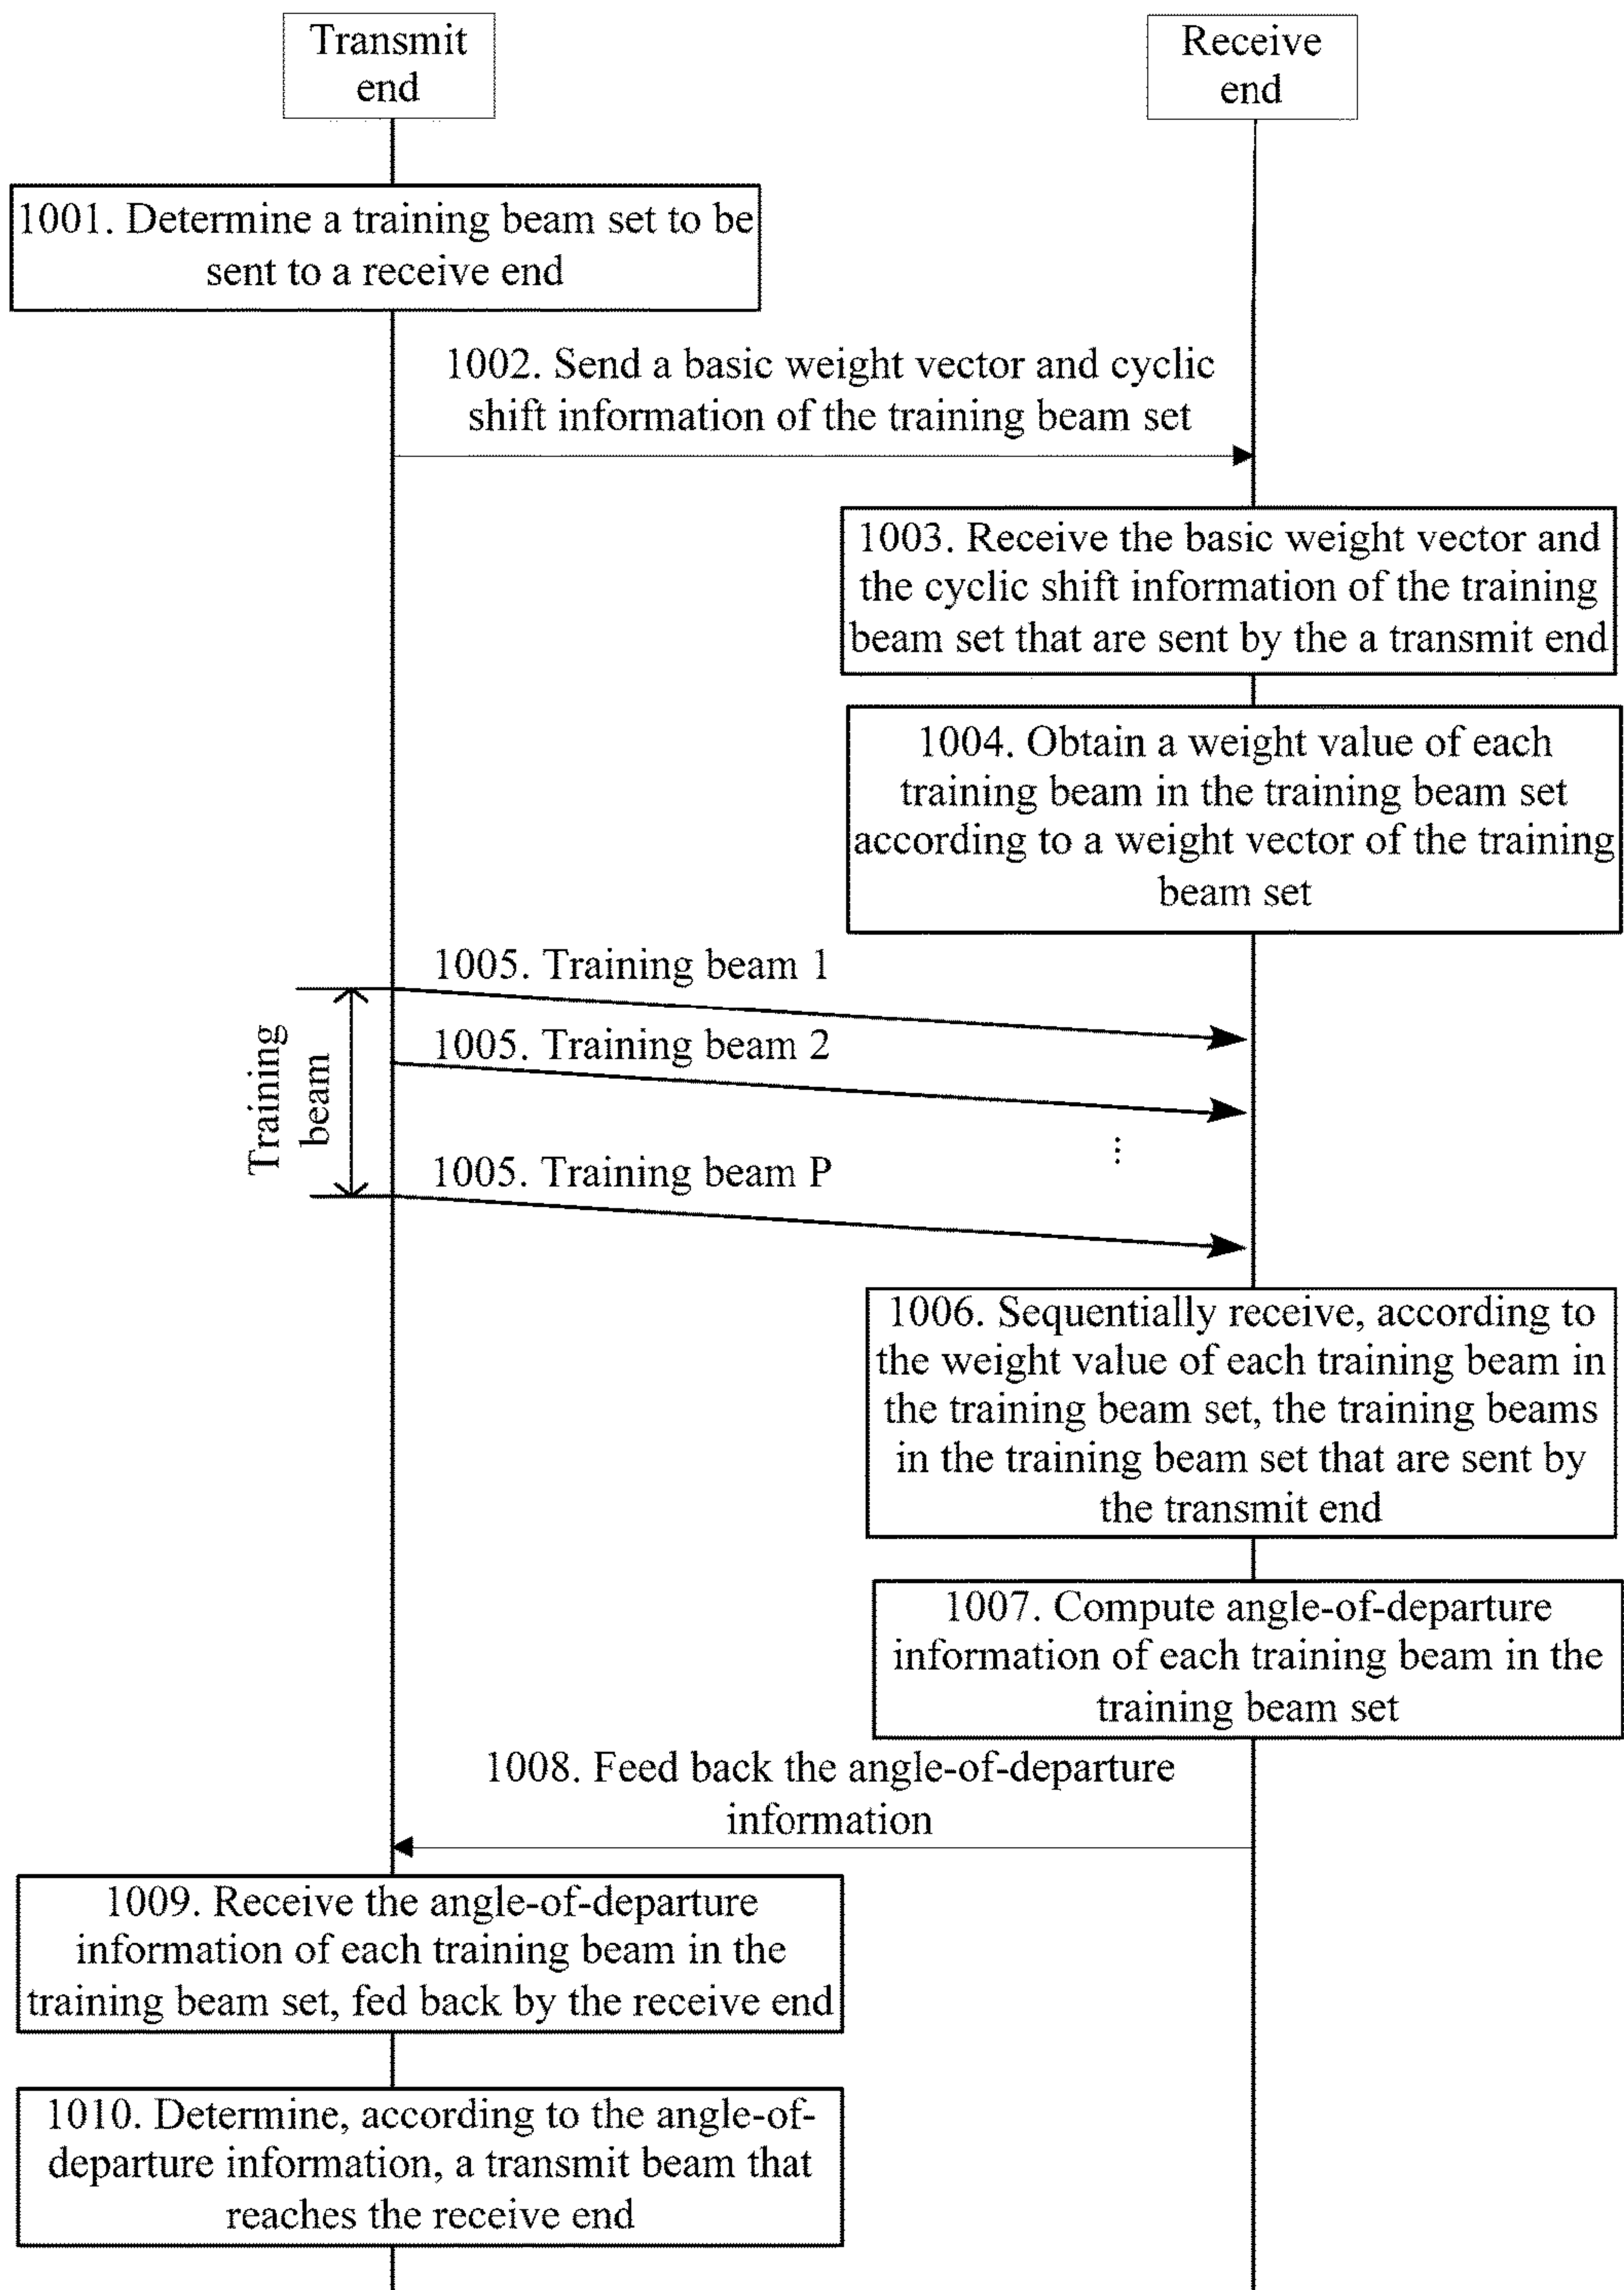 Transmit
end
Receive
end
1001. Determine a training beam set to be
sent to a receive end
1002. Send a basic weight vector and cyclic
shift information of the training beam set
1003. Receive the basic weight vector and
the cyclic shift information of the training
beam set that are sent by the a transmit end
1004. Obtain a weight value of each
training beam in the training beam set
according to a weight vector of the training
beam set
1005. Training beam 1
1005. Training beam 2
Training
beam
⋮
1005. Training beam P
1006. Sequentially receive, according to
the weight value of each training beam in
the training beam set, the training beams
in the training beam set that are sent by
the transmit end
1007. Compute angle-of-departure
information of each training beam in the
training beam set
1008. Feed back the angle-of-departure
information
1009. Receive the angle-of-departure
information of each training beam in the
training beam set, fed back by the receive end
1010. Determine, according to the angle-of-
departure information, a transmit beam that
reaches the receive end